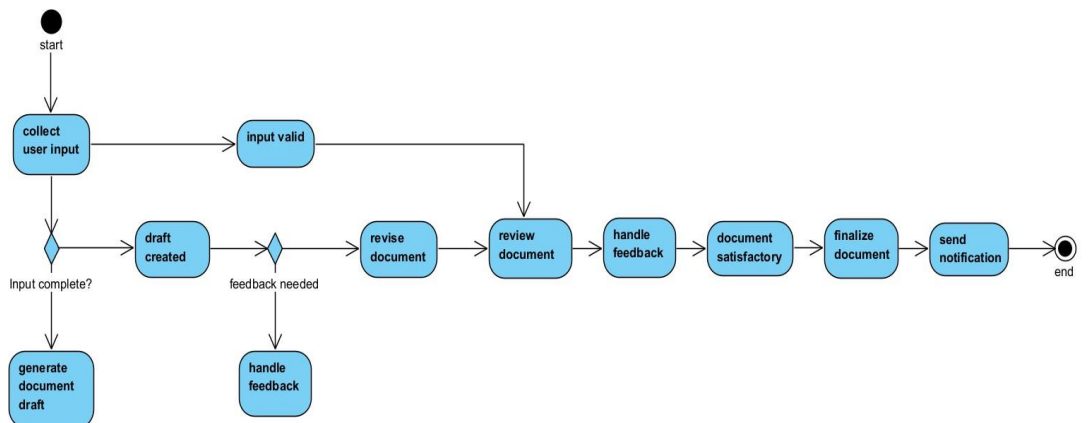 start
collect
user input
input valid
draft
created
revise
document
review
document
handle
feedback
document
satisfactory
finalize
document
send
notification
end
Input complete?
feedback needed
generate
document
draft
handle
feedback